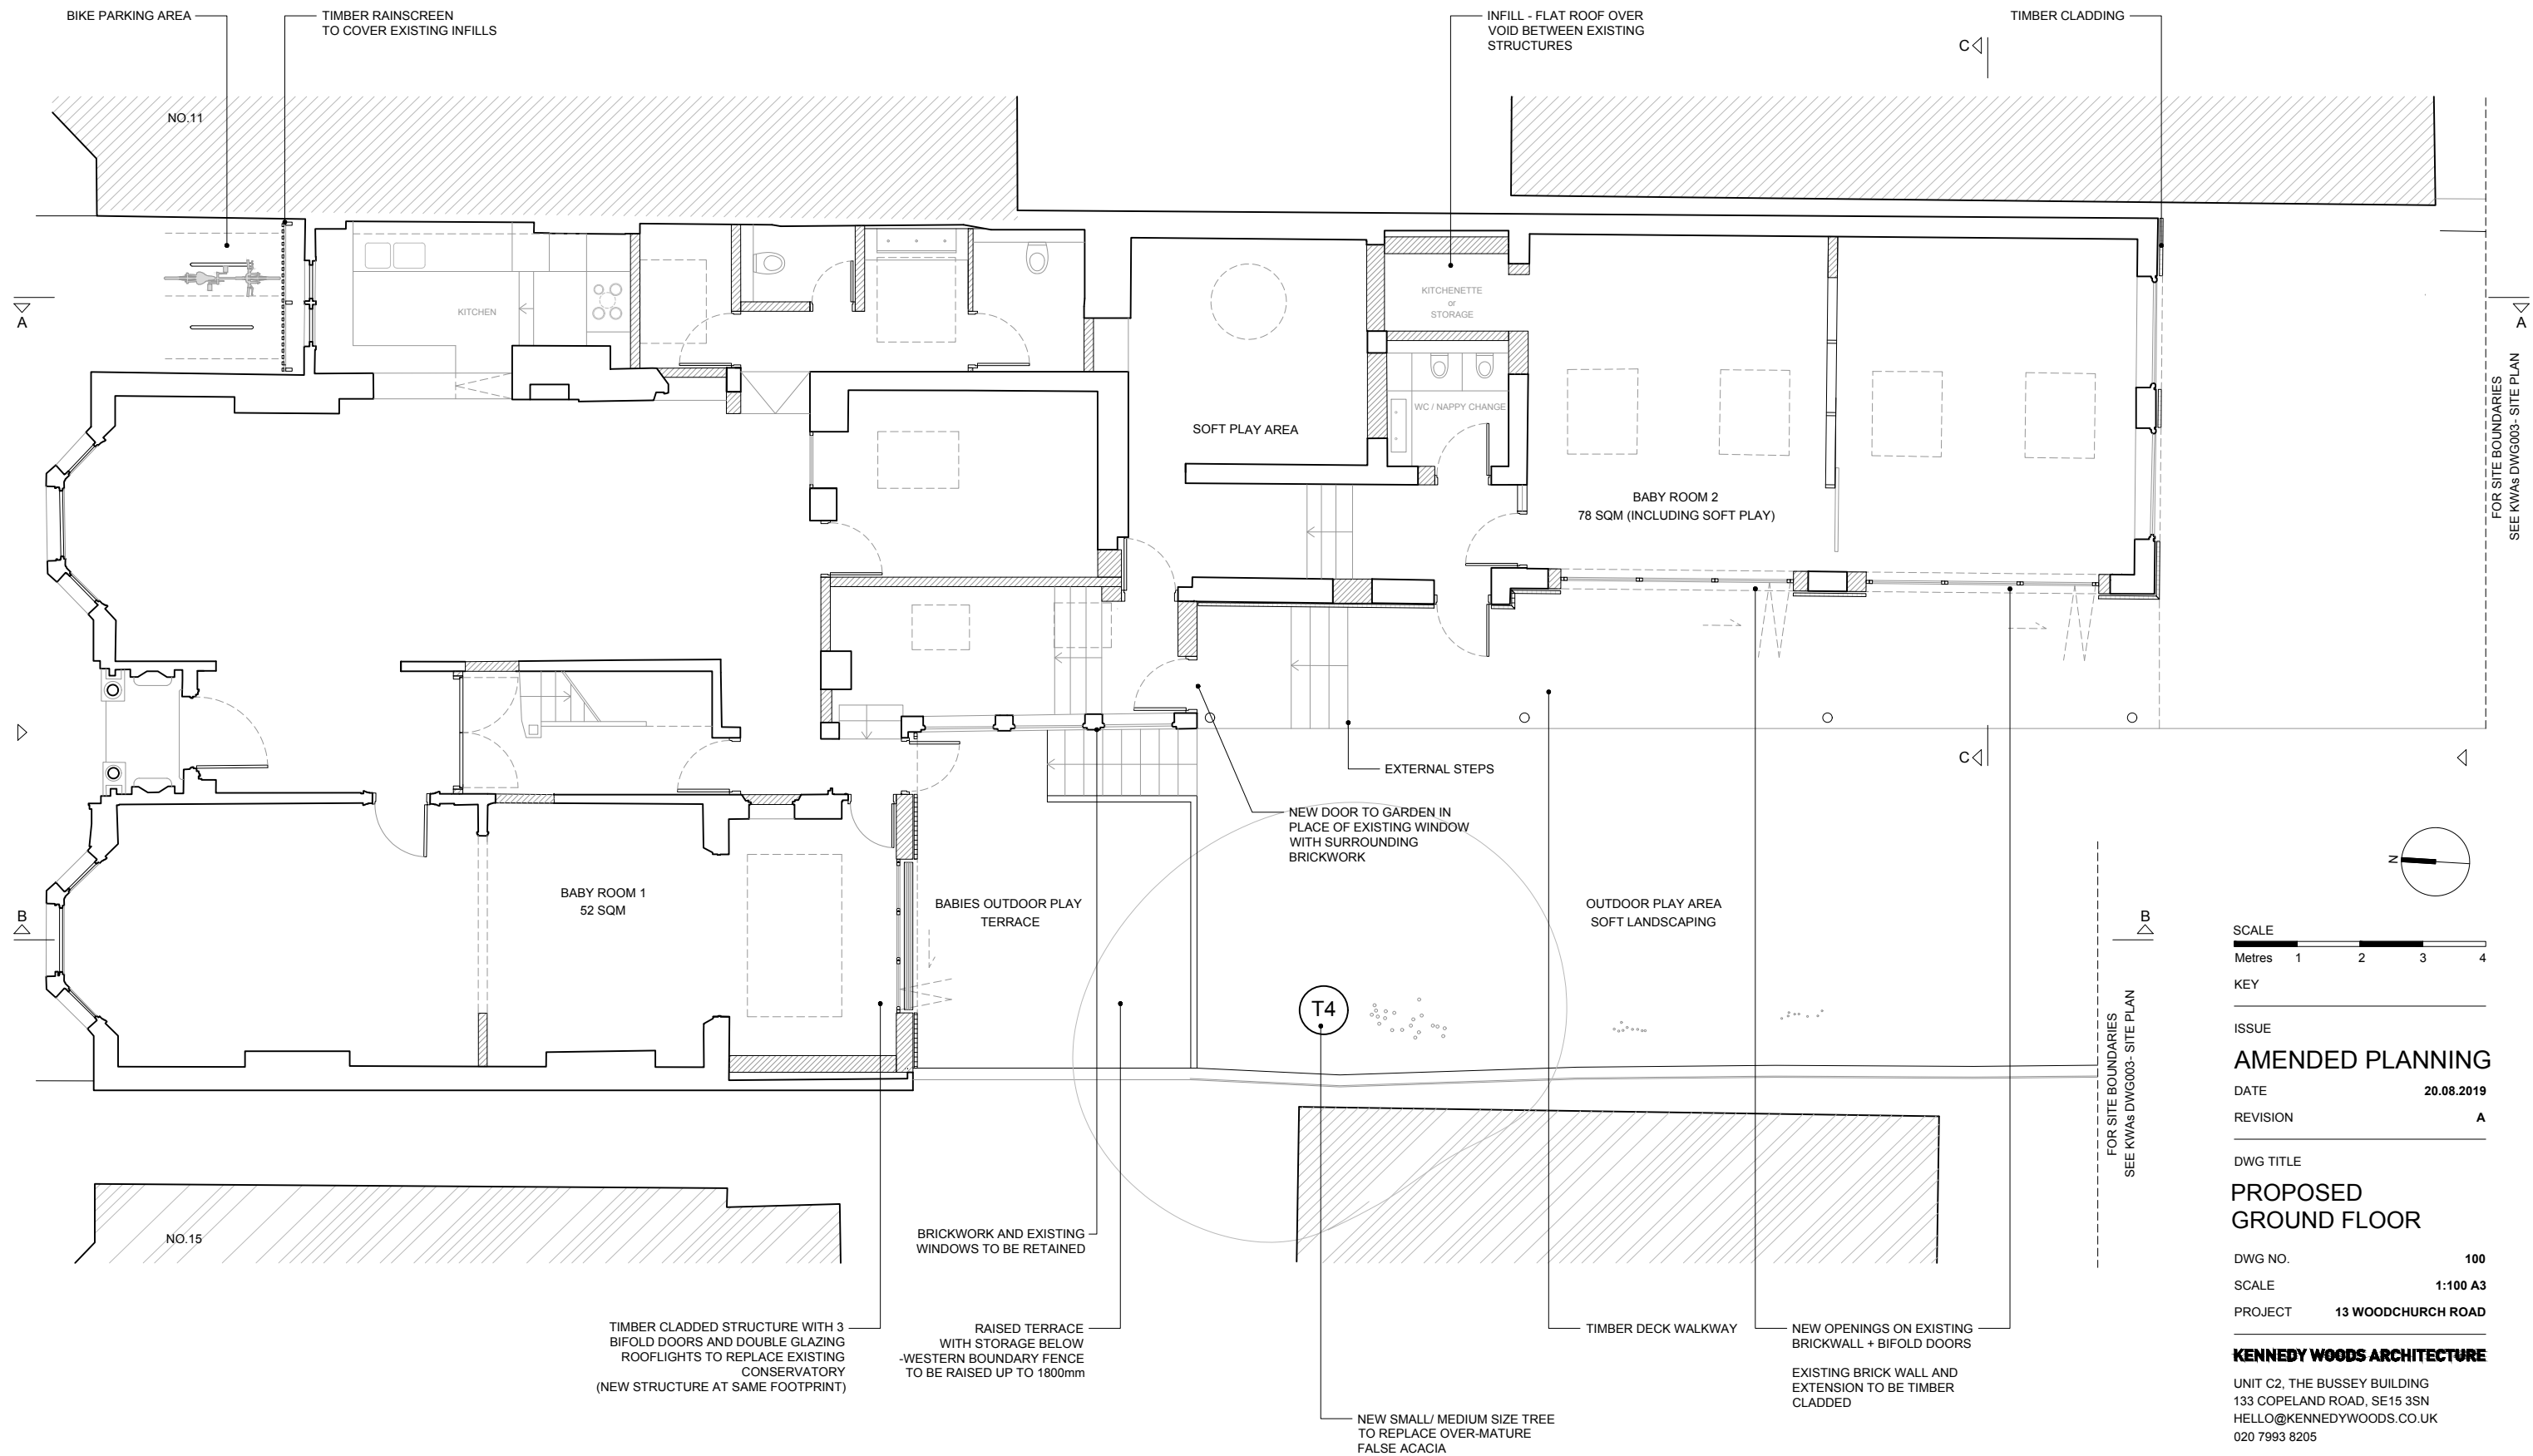 BIKE PARKING AREA
TIMBER RAINSCREEN
TO COVER EXISTING INFILLS
INFILL - FLAT ROOF OVER
VOID BETWEEN EXISTING
STRUCTURES
TIMBER CLADDING
C
NO.11
A
A
KITCHEN
KITCHENETTE
or
STORAGE
WC / NAPPY CHANGE
SOFT PLAY AREA
BABY ROOM 2
78 SQM (INCLUDING SOFT PLAY)
FOR SITE BOUNDARIES
SEE KWAs DWG003- SITE PLAN
C
EXTERNAL STEPS
NEW DOOR TO GARDEN IN
PLACE OF EXISTING WINDOW
WITH SURROUNDING
BRICKWORK
BABY ROOM 1
52 SQM
BABIES OUTDOOR PLAY
TERRACE
OUTDOOR PLAY AREA
SOFT LANDSCAPING
B
B
T4
FOR SITE BOUNDARIES
SEE KWAs DWG003- SITE PLAN
NO.15
BRICKWORK AND EXISTING
WINDOWS TO BE RETAINED
TIMBER CLADDED STRUCTURE WITH 3
BIFOLD DOORS AND DOUBLE GLAZING
ROOFLIGHTS TO REPLACE EXISTING
CONSERVATORY
(NEW STRUCTURE AT SAME FOOTPRINT)
RAISED TERRACE
WITH STORAGE BELOW
-WESTERN BOUNDARY FENCE
TO BE RAISED UP TO 1800mm
TIMBER DECK WALKWAY
NEW OPENINGS ON EXISTING
BRICKWALL + BIFOLD DOORS
EXISTING BRICK WALL AND
EXTENSION TO BE TIMBER
CLADDED
NEW SMALL/ MEDIUM SIZE TREE
TO REPLACE OVER-MATURE
FALSE ACACIA
N
SCALE
Metres 1 2 3 4
KEY
ISSUE
AMENDED PLANNING
DATE 20.08.2019
REVISION A
DWG TITLE
PROPOSED
GROUND FLOOR
DWG NO. 100
SCALE 1:100 A3
PROJECT 13 WOODCHURCH ROAD
KENNEDY WOODS ARCHITECTURE
UNIT C2, THE BUSSEY BUILDING
133 COPELAND ROAD, SE15 3SN
HELLO@KENNEDYWOODS.CO.UK
020 7993 8205